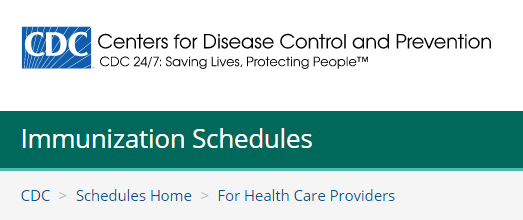 CDC Centers for Disease Control and Prevention
CDC 24/7: Saving Lives, Protecting People™
Immunization Schedules
CDC > Schedules Home > For Health Care Providers